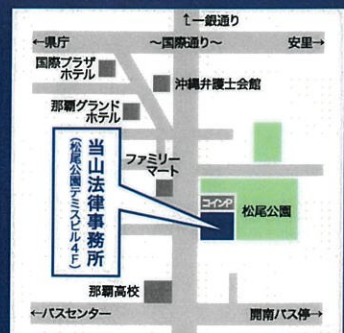 ↑一銀通り
←県庁 〜国際通り〜 安里→
国際プラザ
ホテル
沖縄弁護士会館
那覇グランド
ホテル
ファミリー
マート
当山法律事務所
(松尾公園テミスビル4F)
コインP
松尾公園
那覇高校
←バスセンター 開南バス停→